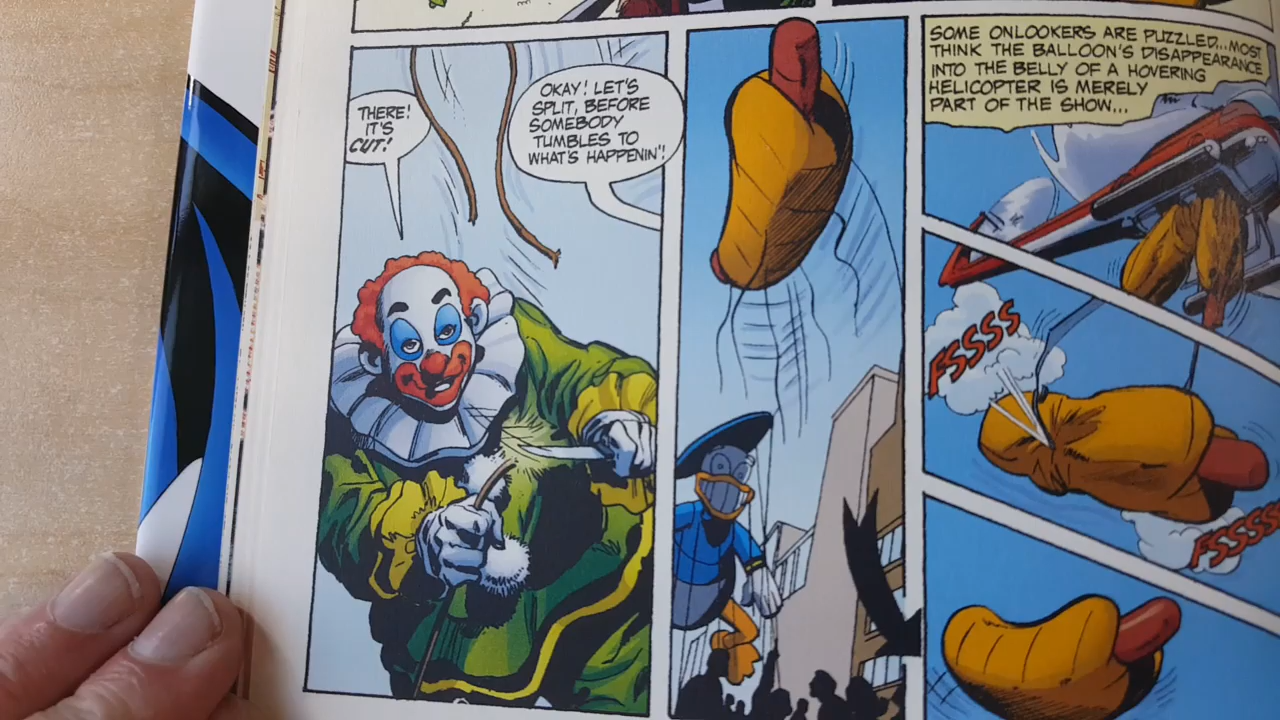 THERE!
IT'S
CUT!
OKAY! LET'S
SPLIT, BEFORE
SOMEBODY
TUMBLES TO
WHAT'S HAPPENIN'!
SOME ONLOOKERS ARE PUZZLED...MOST
THINK THE BALLOON'S DISAPPEARANCE
INTO THE BELLY OF A HOVERING
HELICOPTER IS MERELY
PART OF THE SHOW...
FSSSS
FSSSSS